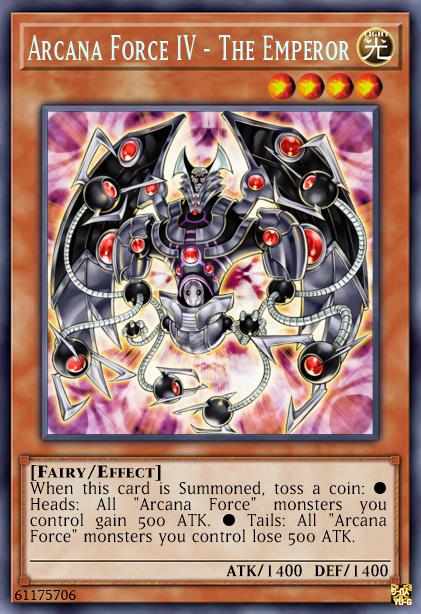 ARCANA FORCE IV - THE EMPEROR
LIGHT
光
[FAIRY/EFFECT]
When this card is Summoned, toss a coin: ●
Heads: All "Arcana Force" monsters you
control gain 500 ATK. ● Tails: All "Arcana
Force" monsters you control lose 500 ATK.
ATK/1400 DEF/1400
61175706